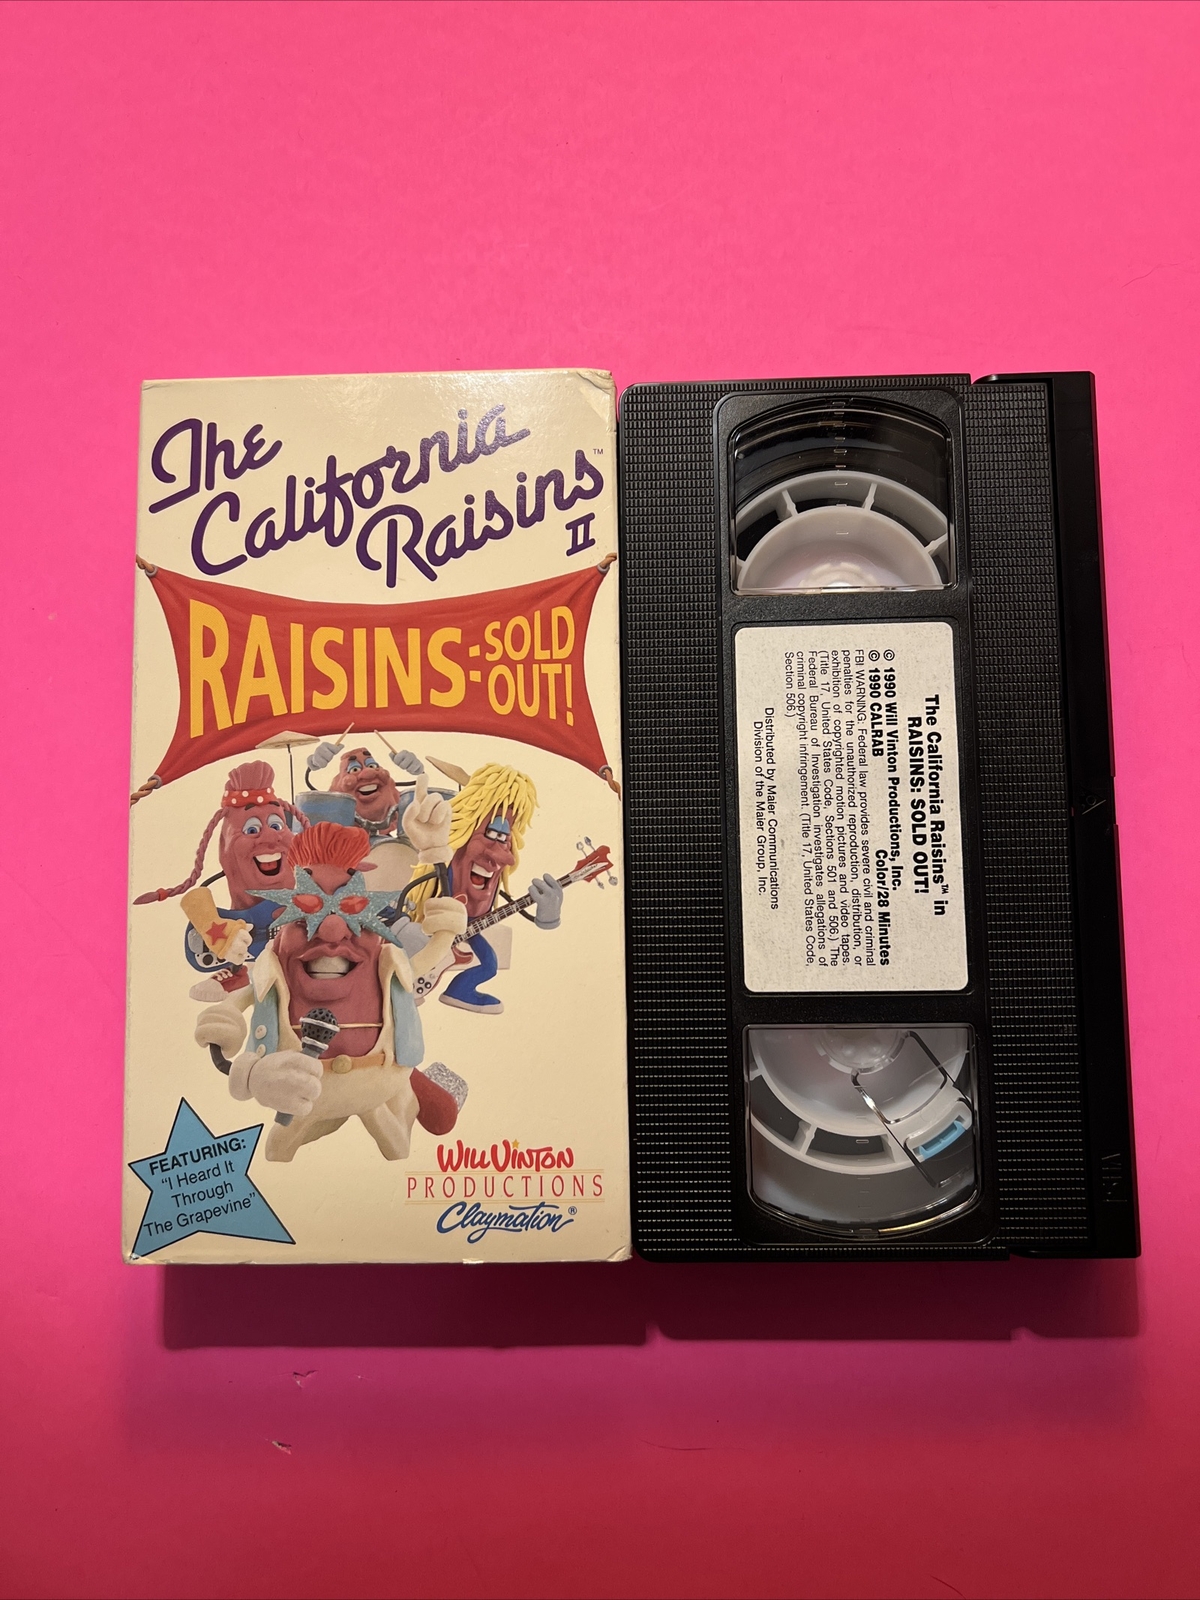 The
California
Raisins™
II
RAISINS: SOLD
OUT!
FEATURING:
"I Heard It
Through
The Grapevine"
WILL VINTON
PRODUCTIONS
Claymation®
The California Raisins™ in
RAISINS: SOLD OUT!
Color/28 Minutes
© 1990 Will Vinton Productions, Inc.
© 1990 CALRAB
FBI WARNING: Federal law provides severe civil and criminal
penalties for the unauthorized reproduction, distribution, or
exhibition of copyrighted motion pictures and video tapes.
(Title 17, United States Code, Sections 501 and 506.) The
Federal Bureau of Investigation investigates allegations of
criminal copyright infringement. (Title 17, United States Code,
Section 506.)
Distributed by Maier Communications
Division of the Maier Group, Inc.